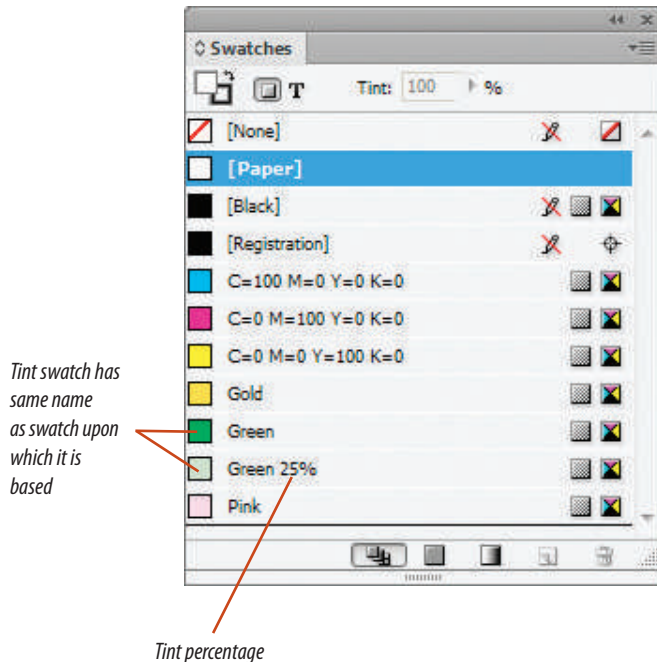 Swatches
T Tint: 100 %
[None]
[Paper]
[Black]
[Registration]
C=100 M=0 Y=0 K=0
C=0 M=100 Y=0 K=0
C=0 M=0 Y=100 K=0
Gold
Green
Green 25%
Pink
Tint swatch has
same name
as swatch upon
which it is
based
Tint percentage